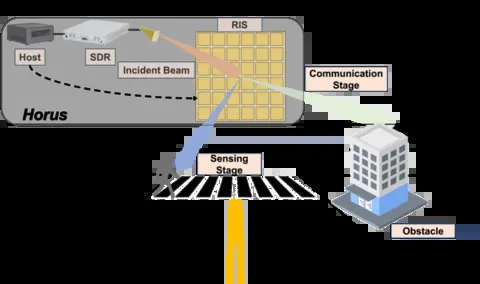 RIS
Host
SDR
Incident Beam
Communication
Stage
Horus
Sensing
Stage
Obstacle